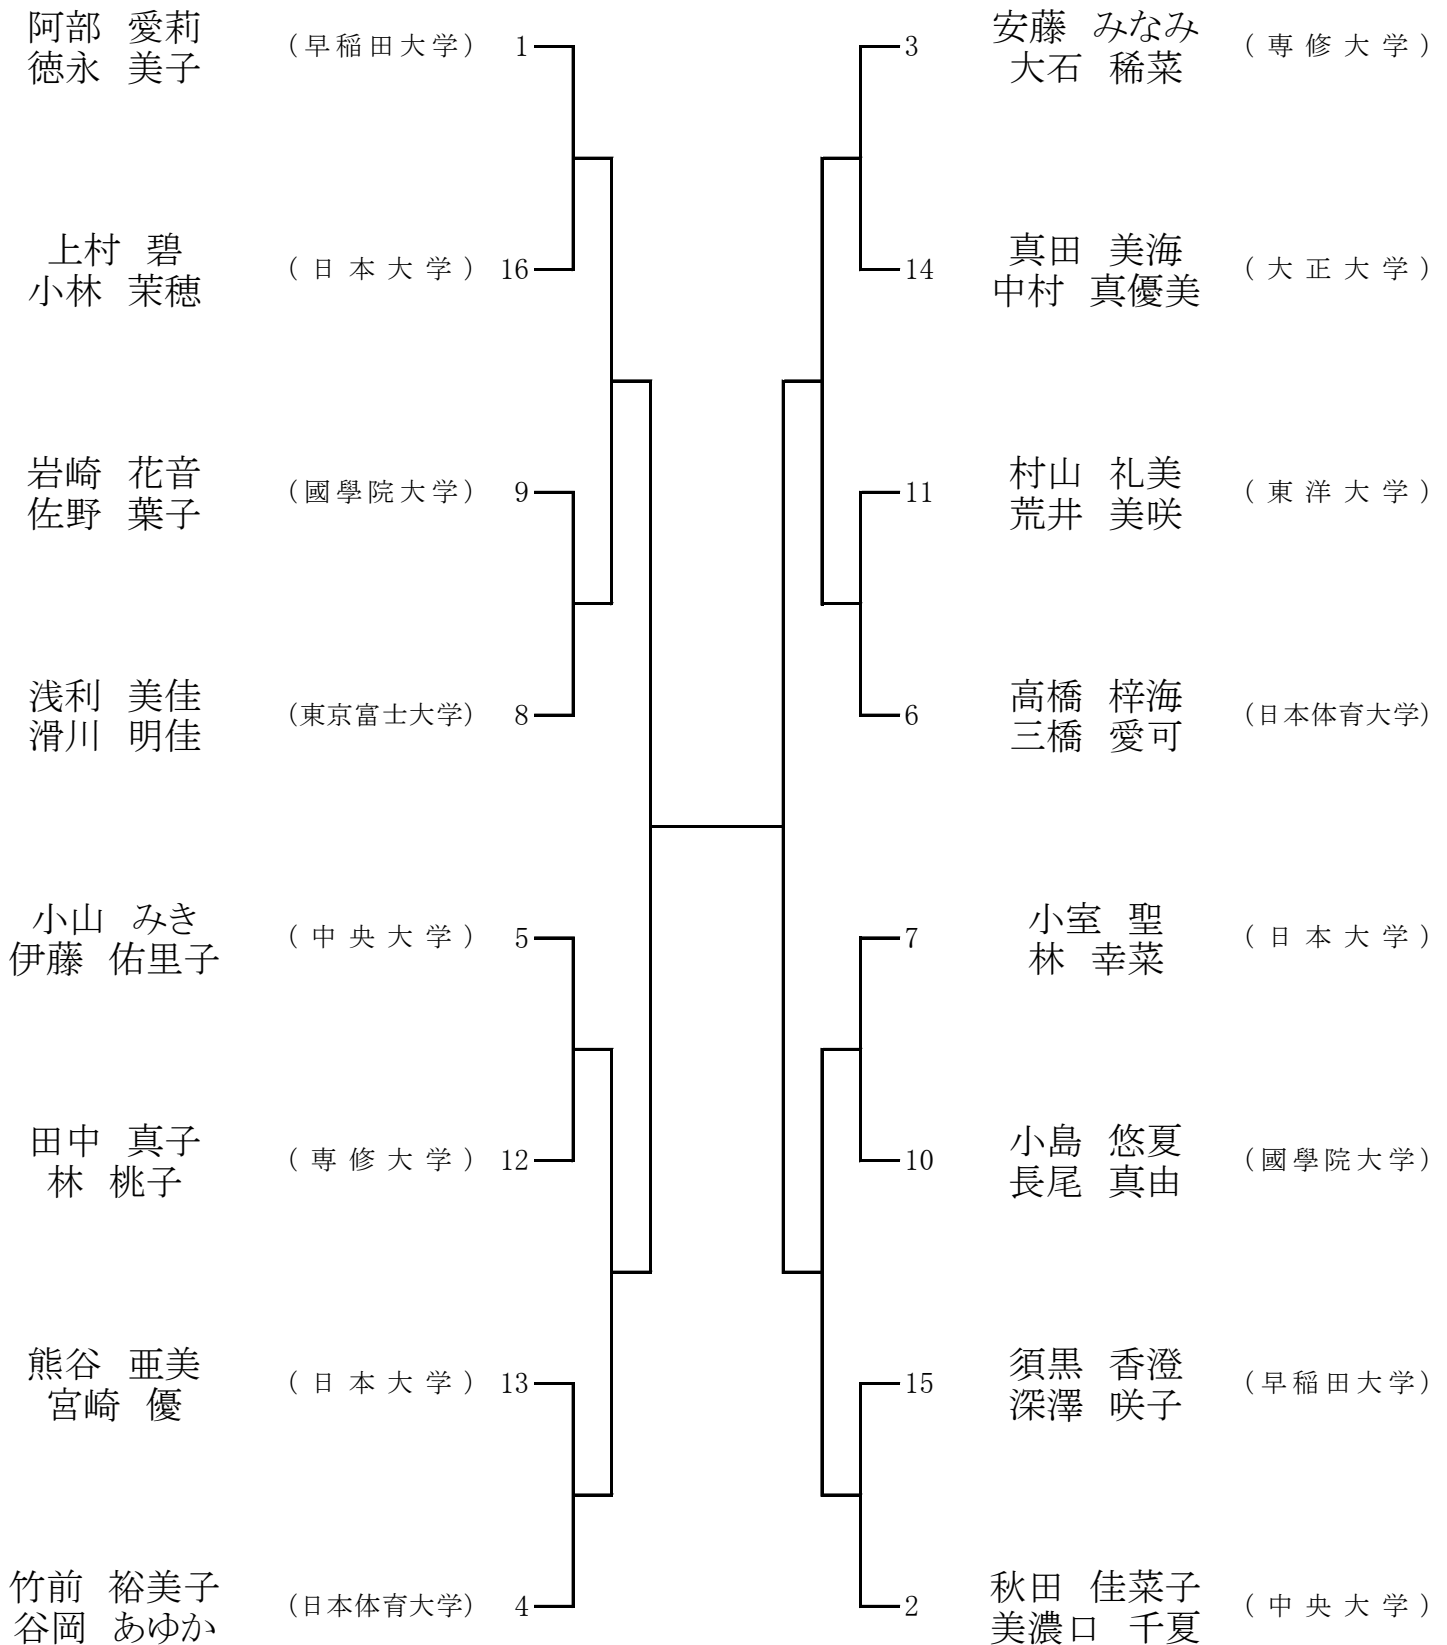 阿部 愛莉
徳永 美子
(早稲田大学) 1
上村 碧
小林 茉穂
(日本大学) 16
岩崎 花音
佐野 葉子
(國學院大学) 9
浅利 美佳
滑川 明佳
(東京富士大学) 8
小山 みき
伊藤 佑里子
(中央大学) 5
田中 真子
林 桃子
(専修大学) 12
熊谷 亜美
宮崎 優
(日本大学) 13
竹前 裕美子
谷岡 あゆか
(日本体育大学) 4
3 安藤 みなみ
大石 稀菜
(専修大学)
14 真田 美海
中村 真優美
(大正大学)
11 村山 礼美
荒井 美咲
(東洋大学)
6 高橋 梓海
三橋 愛可
(日本体育大学)
7 小室 聖
林 幸菜
(日本大学)
10 小島 悠夏
長尾 真由
(國學院大学)
15 須黒 香澄
深澤 咲子
(早稲田大学)
2 秋田 佳菜子
美濃口 千夏
(中央大学)